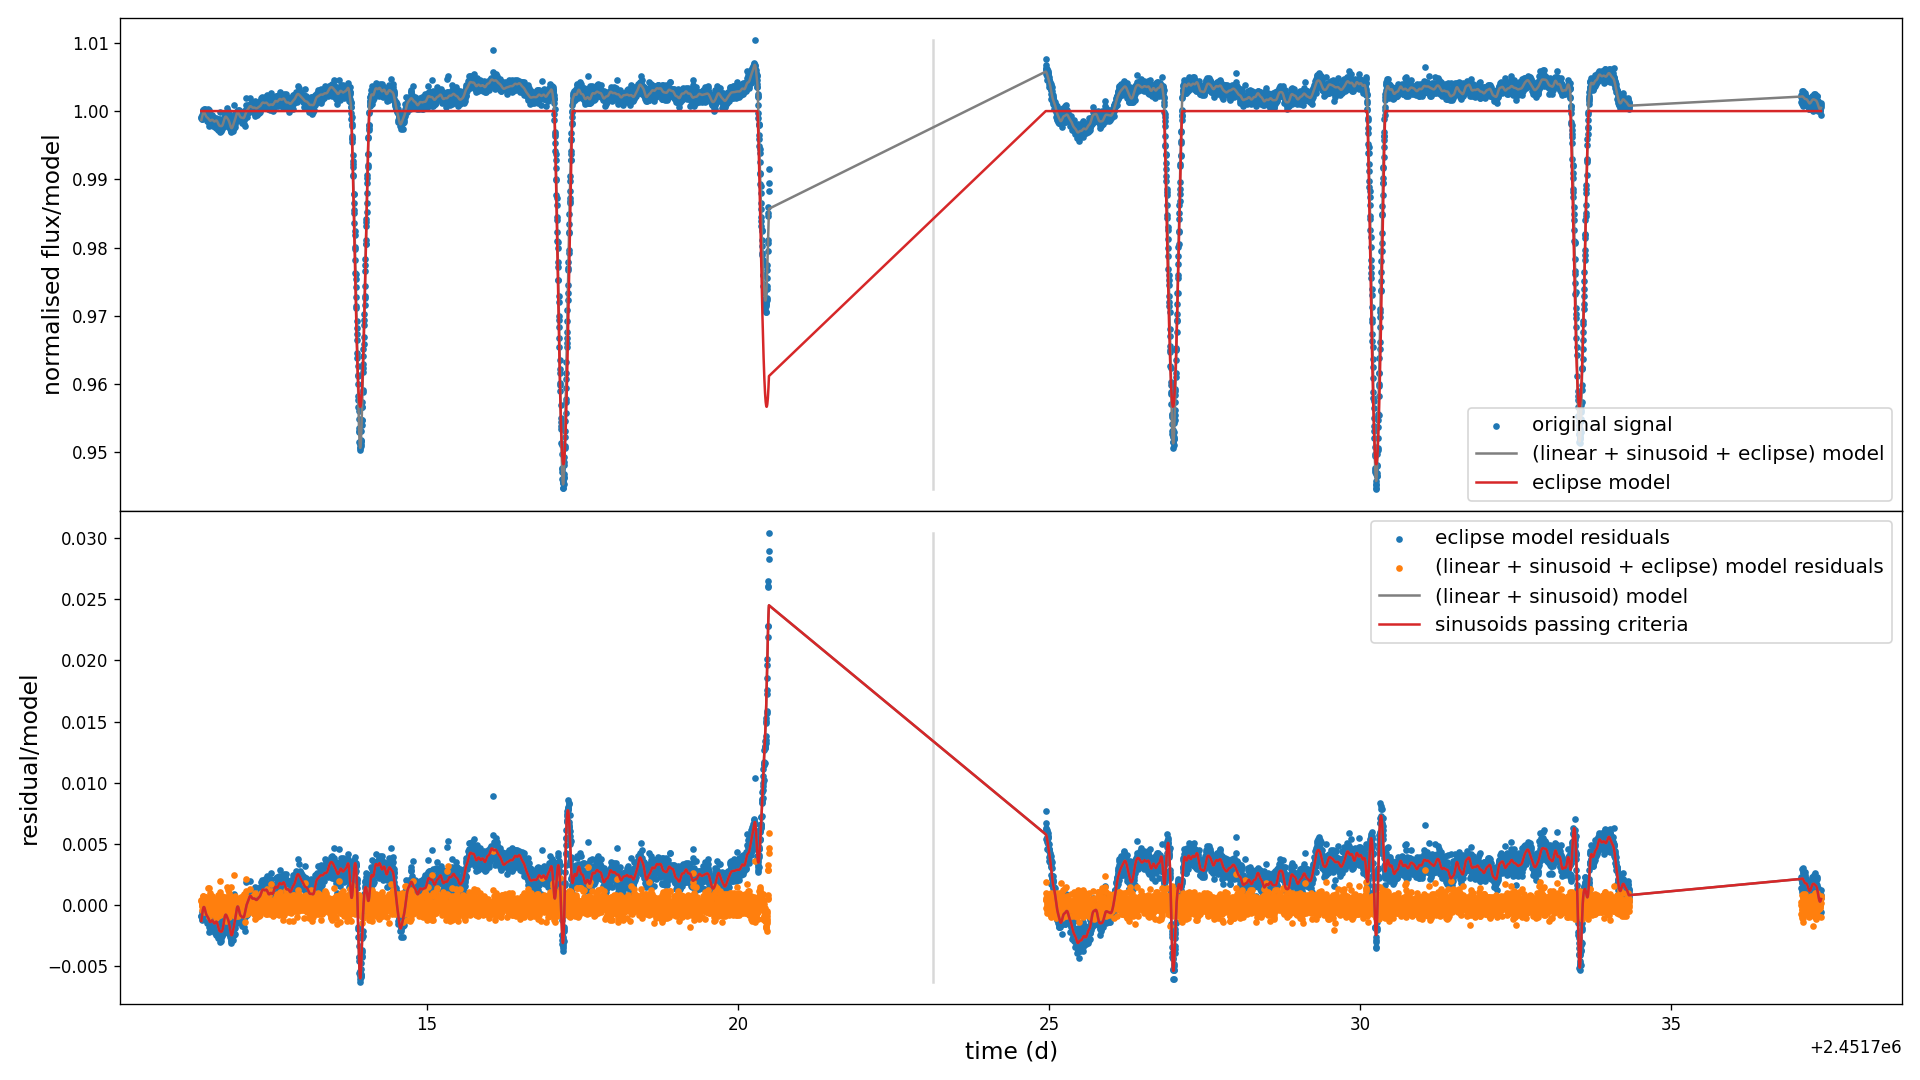 normalised flux/model
1.01
1.00
0.99
0.98
0.97
0.96
0.95
original signal
(linear + sinusoid + eclipse) model
eclipse model
residual/model
0.030
0.025
0.020
0.015
0.010
0.005
0.000
−0.005
eclipse model residuals
(linear + sinusoid + eclipse) model residuals
(linear + sinusoid) model
sinusoids passing criteria
15
20
25
30
35
time (d)
+2.4517e6